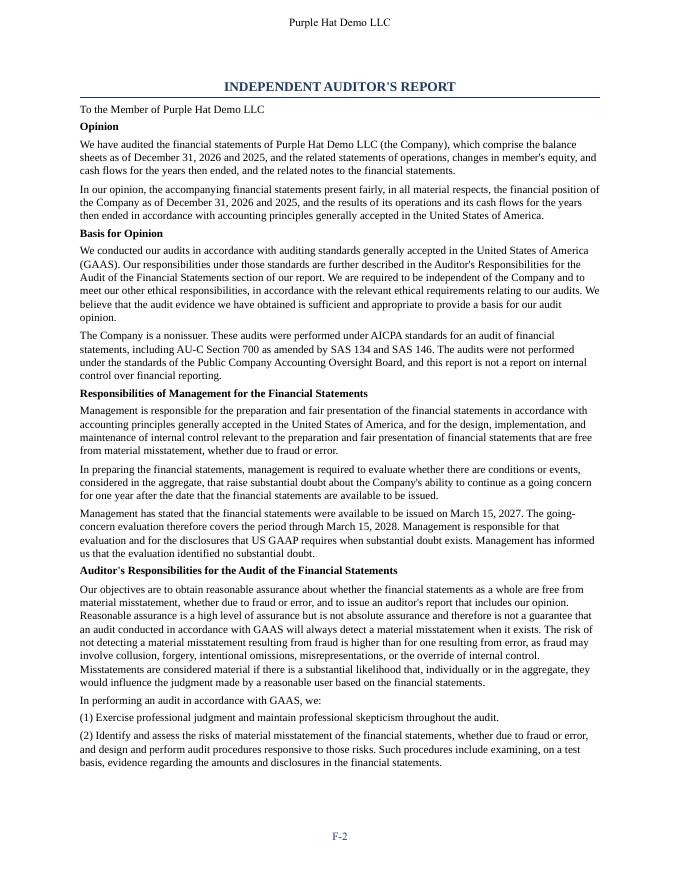 Purple Hat Demo LLC
INDEPENDENT AUDITOR'S REPORT
To the Member of Purple Hat Demo LLC
Opinion
We have audited the financial statements of Purple Hat Demo LLC (the Company), which comprise the balance
sheets as of December 31, 2026 and 2025, and the related statements of operations, changes in member's equity, and
cash flows for the years then ended, and the related notes to the financial statements.
In our opinion, the accompanying financial statements present fairly, in all material respects, the financial position of
the Company as of December 31, 2026 and 2025, and the results of its operations and its cash flows for the years
then ended in accordance with accounting principles generally accepted in the United States of America.
Basis for Opinion
We conducted our audits in accordance with auditing standards generally accepted in the United States of America
(GAAS). Our responsibilities under those standards are further described in the Auditor's Responsibilities for the
Audit of the Financial Statements section of our report. We are required to be independent of the Company and to
meet our other ethical responsibilities, in accordance with the relevant ethical requirements relating to our audits. We
believe that the audit evidence we have obtained is sufficient and appropriate to provide a basis for our audit
opinion.
The Company is a nonissuer. These audits were performed under AICPA standards for an audit of financial
statements, including AU-C Section 700 as amended by SAS 134 and SAS 146. The audits were not performed
under the standards of the Public Company Accounting Oversight Board, and this report is not a report on internal
control over financial reporting.
Responsibilities of Management for the Financial Statements
Management is responsible for the preparation and fair presentation of the financial statements in accordance with
accounting principles generally accepted in the United States of America, and for the design, implementation, and
maintenance of internal control relevant to the preparation and fair presentation of financial statements that are free
from material misstatement, whether due to fraud or error.
In preparing the financial statements, management is required to evaluate whether there are conditions or events,
considered in the aggregate, that raise substantial doubt about the Company's ability to continue as a going concern
for one year after the date that the financial statements are available to be issued.
Management has stated that the financial statements were available to be issued on March 15, 2027. The going-
concern evaluation therefore covers the period through March 15, 2028. Management is responsible for that
evaluation and for the disclosures that US GAAP requires when substantial doubt exists. Management has informed
us that the evaluation identified no substantial doubt.
Auditor's Responsibilities for the Audit of the Financial Statements
Our objectives are to obtain reasonable assurance about whether the financial statements as a whole are free from
material misstatement, whether due to fraud or error, and to issue an auditor's report that includes our opinion.
Reasonable assurance is a high level of assurance but is not absolute assurance and therefore is not a guarantee that
an audit conducted in accordance with GAAS will always detect a material misstatement when it exists. The risk of
not detecting a material misstatement resulting from fraud is higher than for one resulting from error, as fraud may
involve collusion, forgery, intentional omissions, misrepresentations, or the override of internal control.
Misstatements are considered material if there is a substantial likelihood that, individually or in the aggregate, they
would influence the judgment made by a reasonable user based on the financial statements.
In performing an audit in accordance with GAAS, we:
(1) Exercise professional judgment and maintain professional skepticism throughout the audit.
(2) Identify and assess the risks of material misstatement of the financial statements, whether due to fraud or error,
and design and perform audit procedures responsive to those risks. Such procedures include examining, on a test
basis, evidence regarding the amounts and disclosures in the financial statements.
F-2